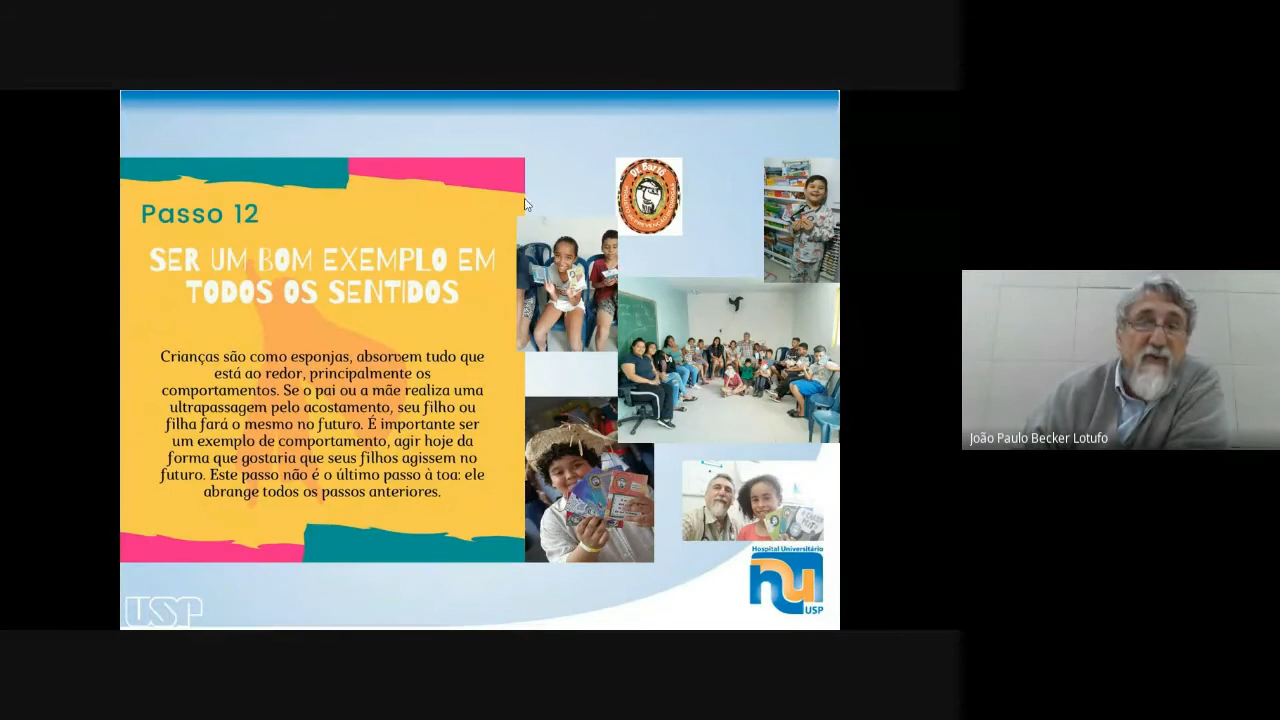 Passo 12
SER UM BOM EXEMPLO EM
TODOS OS SENTIDOS
Crianças são como esponjas, absorvem tudo que
está ao redor, principalmente os
comportamentos. Se o pai ou a mãe realiza uma
ultrapassagem pelo acostamento, seu filho ou
filha fará o mesmo no futuro. É importante ser
um exemplo de comportamento, agir hoje da
forma que gostaria que seus filhos agissem no
futuro. Este passo não é o último passo à toa: ele
abrange todos os passos anteriores.
USP
Dr Bartô
Hospital Universitário
hu
USP
João Paulo Becker Lotufo